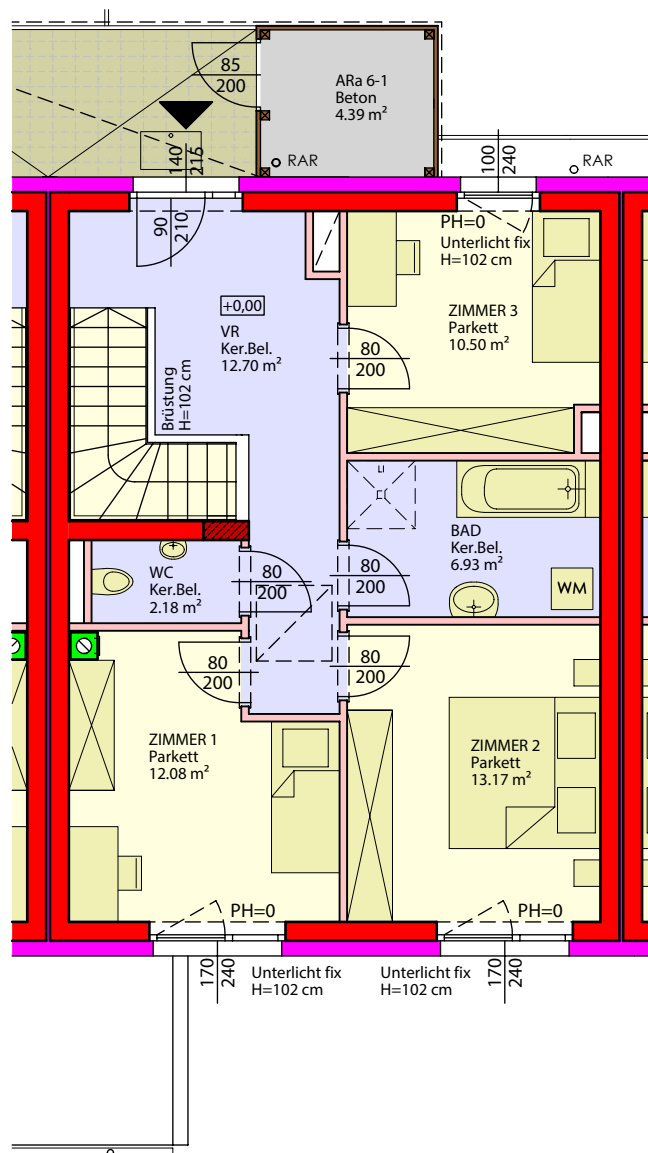 85
200
ARa 6-1
Beton
4.39 m²
140
215
RAR
100
240
RAR
90
210
PH=0
Unterlicht fix
H=102 cm
+0,00
VR
Ker.Bel.
12.70 m²
ZIMMER 3
Parkett
10.50 m²
80
200
Brüstung
H=102 cm
BAD
Ker.Bel.
6.93 m²
WC
Ker.Bel.
2.18 m²
80
200
80
200
WM
80
200
80
200
ZIMMER 1
Parkett
12.08 m²
ZIMMER 2
Parkett
13.17 m²
PH=0
PH=0
170
240
Unterlicht fix
H=102 cm
Unterlicht fix
H=102 cm
170
240